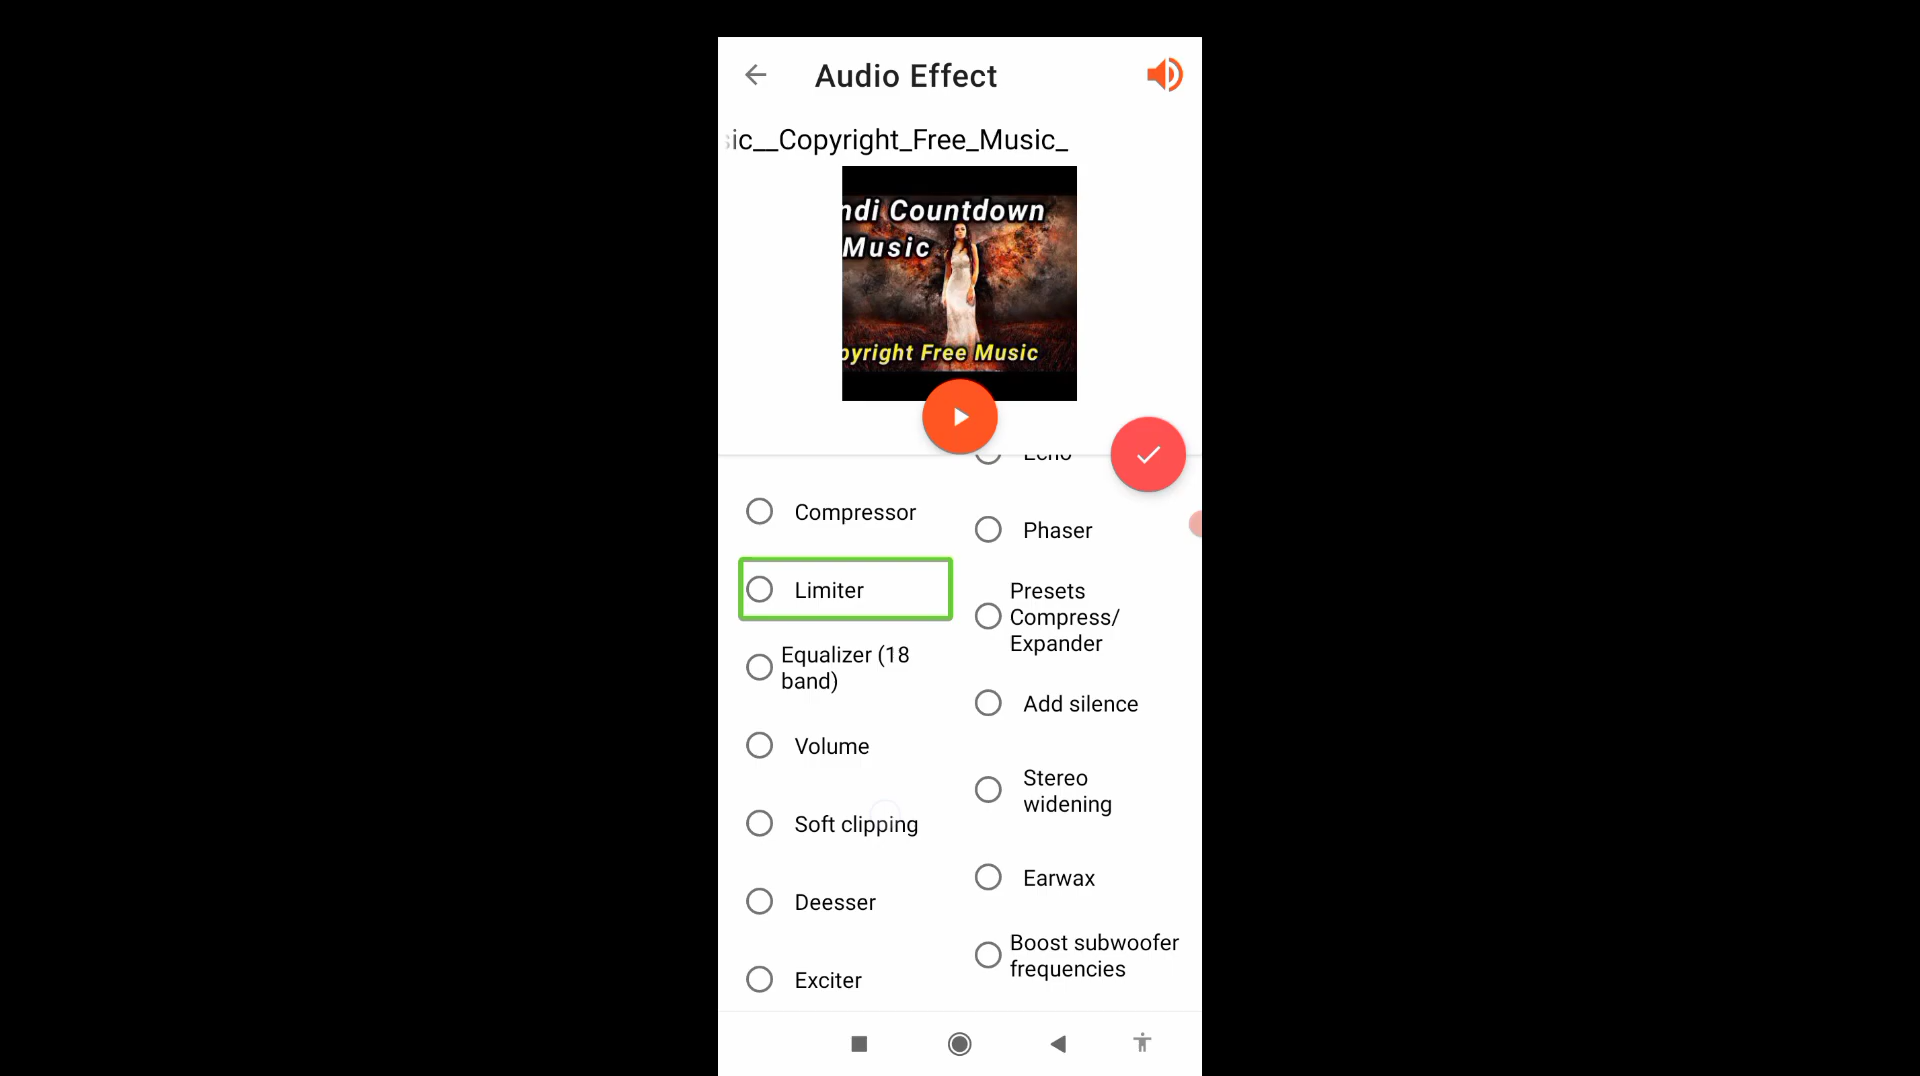 Audio Effect
ic__Copyright_Free_Music_
ndi Countdown
Music
pyright Free Music
Echo
Compressor
Phaser
Limiter
Presets
Compress/
Expander
Equalizer (18
band)
Add silence
Volume
Stereo
widening
Soft clipping
Earwax
Deesser
Boost subwoofer
frequencies
Exciter